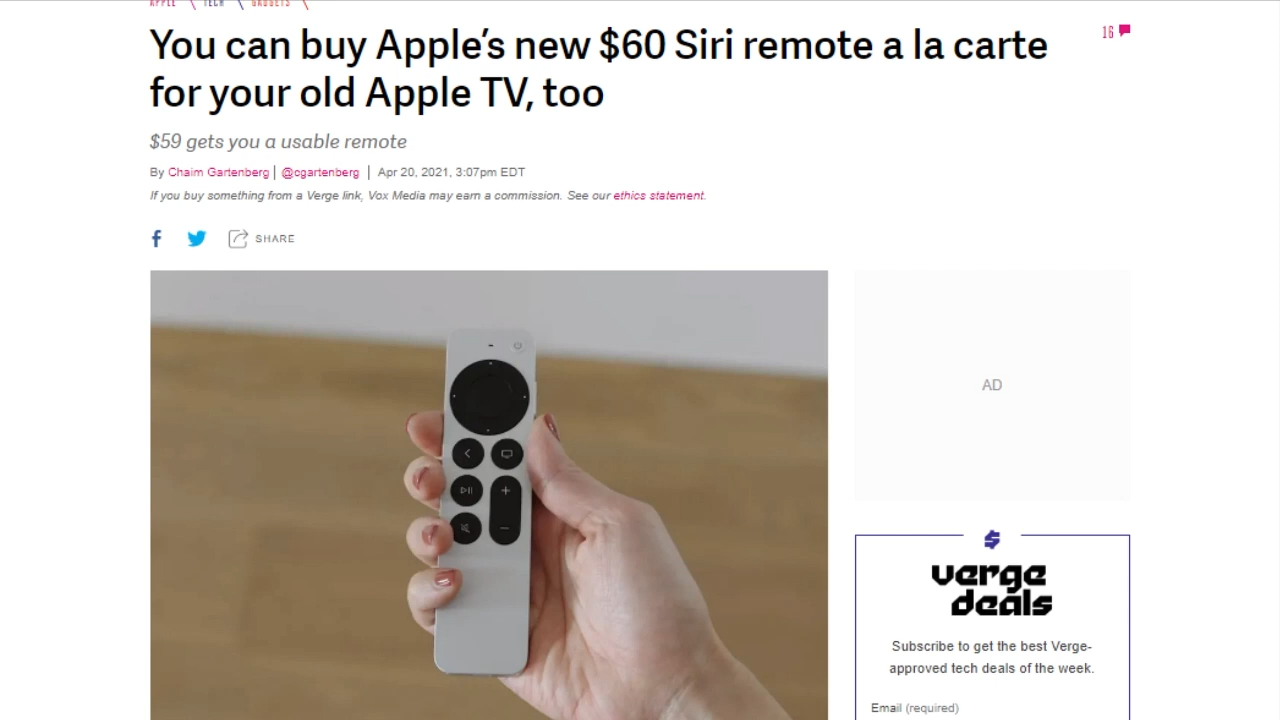 APPLE \ TECH \ GADGETS \
You can buy Apple's new $60 Siri remote a la carte
for your old Apple TV, too
16
$59 gets you a usable remote
By Chaim Gartenberg | @cgartenberg | Apr 20, 2021, 3:07pm EDT
If you buy something from a Verge link, Vox Media may earn a commission. See our ethics statement.
SHARE
AD
verge
deals
Subscribe to get the best Verge-
approved tech deals of the week.
Email (required)